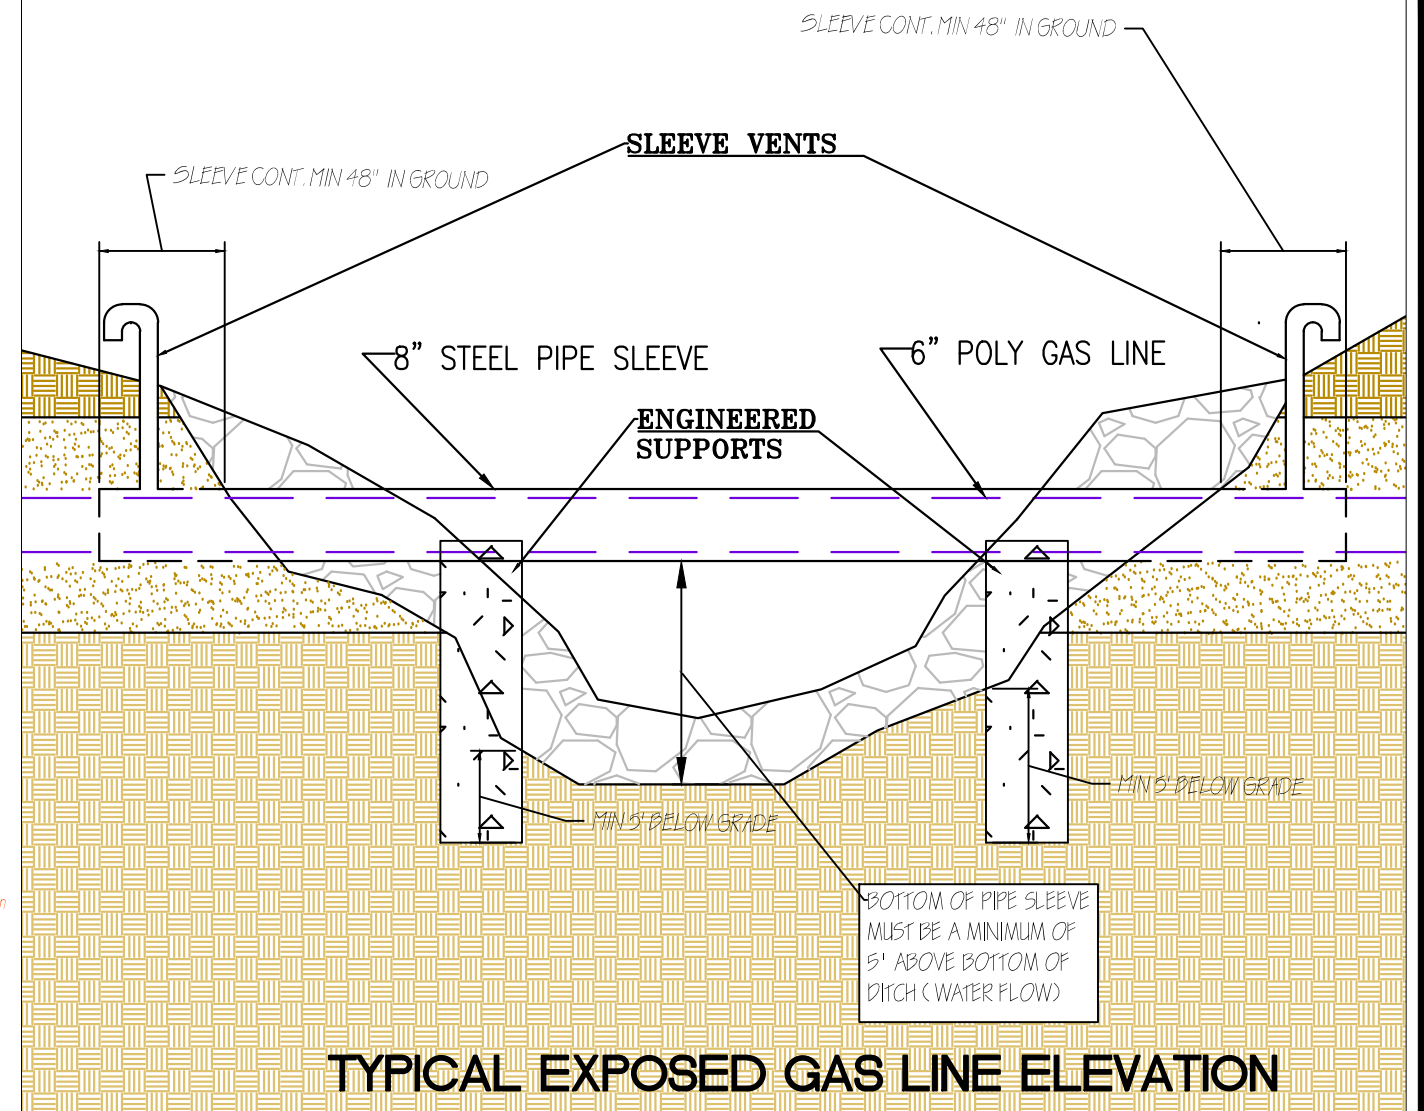 SLEEVE CONT. MIN 48" IN GROUND
SLEEVE VENTS
SLEEVE CONT. MIN 48" IN GROUND
8" STEEL PIPE SLEEVE
6" POLY GAS LINE
ENGINEERED
SUPPORTS
MIN 5' BELOW GRADE
MIN 5' BELOW GRADE
BOTTOM OF PIPE SLEEVE
MUST BE A MINIMUM OF
5' ABOVE BOTTOM OF
DITCH ( WATER FLOW)
TYPICAL EXPOSED GAS LINE ELEVATION